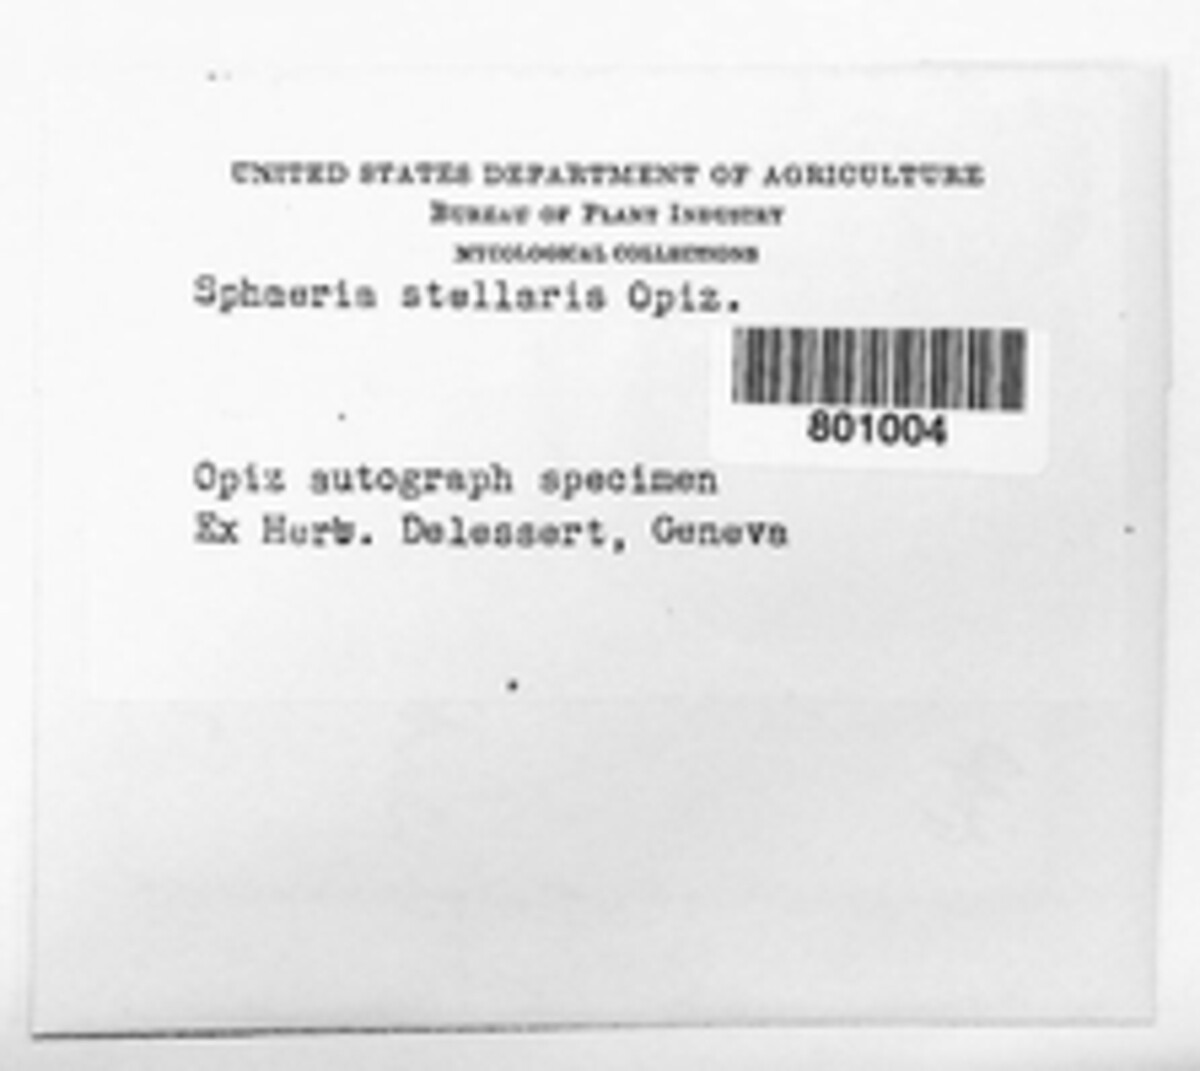 UNITED STATES DEPARTMENT OF AGRICULTURE
BUREAU OF PLANT INDUSTRY
MYCOLOGICAL COLLECTIONS
Sphaeria stellaris Opiz.
801004
Opiz autograph specimen
Ex Herb. Delessert, Geneva